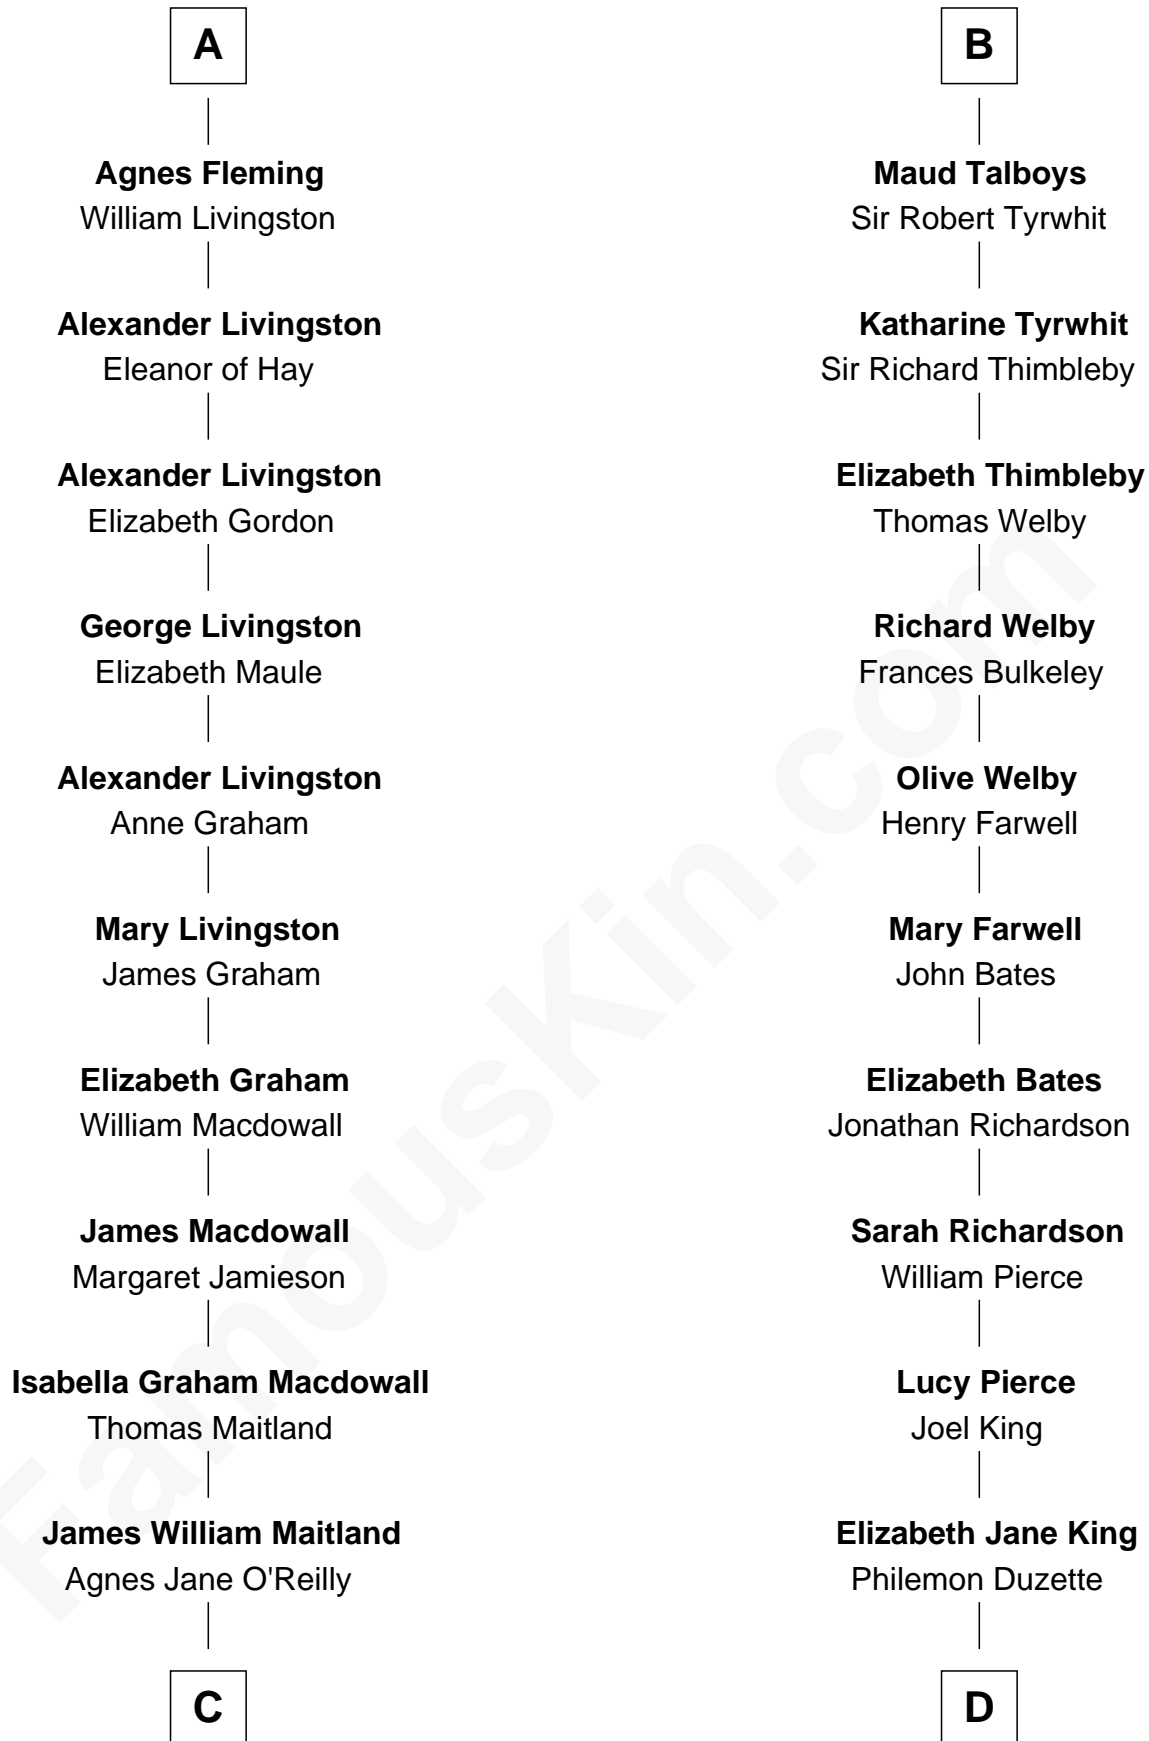 A
Agnes Fleming
William Livingston
Alexander Livingston
Eleanor of Hay
Alexander Livingston
Elizabeth Gordon
George Livingston
Elizabeth Maule
Alexander Livingston
Anne Graham
Mary Livingston
James Graham
Elizabeth Graham
William Macdowall
James Macdowall
Margaret Jamieson
Isabella Graham Macdowall
Thomas Maitland
James William Maitland
Agnes Jane O'Reilly
C
B
Maud Talboys
Sir Robert Tyrwhit
Katharine Tyrwhit
Sir Richard Thimbleby
Elizabeth Thimbleby
Thomas Welby
Richard Welby
Frances Bulkeley
Olive Welby
Henry Farwell
Mary Farwell
John Bates
Elizabeth Bates
Jonathan Richardson
Sarah Richardson
William Pierce
Lucy Pierce
Joel King
Elizabeth Jane King
Philemon Duzette
D
FamousKin.com